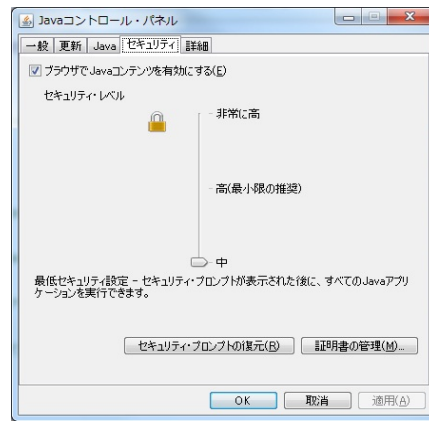 Javaコントロール・パネル
一般 更新 Java セキュリティ 詳細
ブラウザでJavaコンテンツを有効にする(E)
セキュリティ・レベル
非常に高
高(最小限の推奨)
中
最低セキュリティ設定 - セキュリティ・プロンプトが表示された後に、すべてのJavaアプリ
ケーションを実行できます。
セキュリティ・プロンプトの復元(R) 証明書の管理(M)...
OK 取消 適用(A)